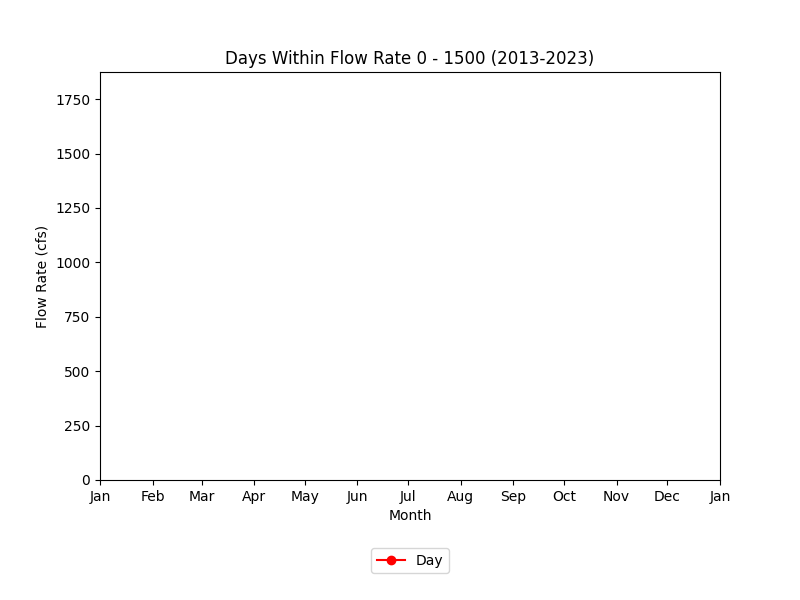 Days Within Flow Rate 0 - 1500 (2013-2023)
1750
1500
1250
1000
750
500
250
0
Flow Rate (cfs)
Jan Feb Mar Apr May Jun Jul Aug Sep Oct Nov Dec Jan
Month
Day